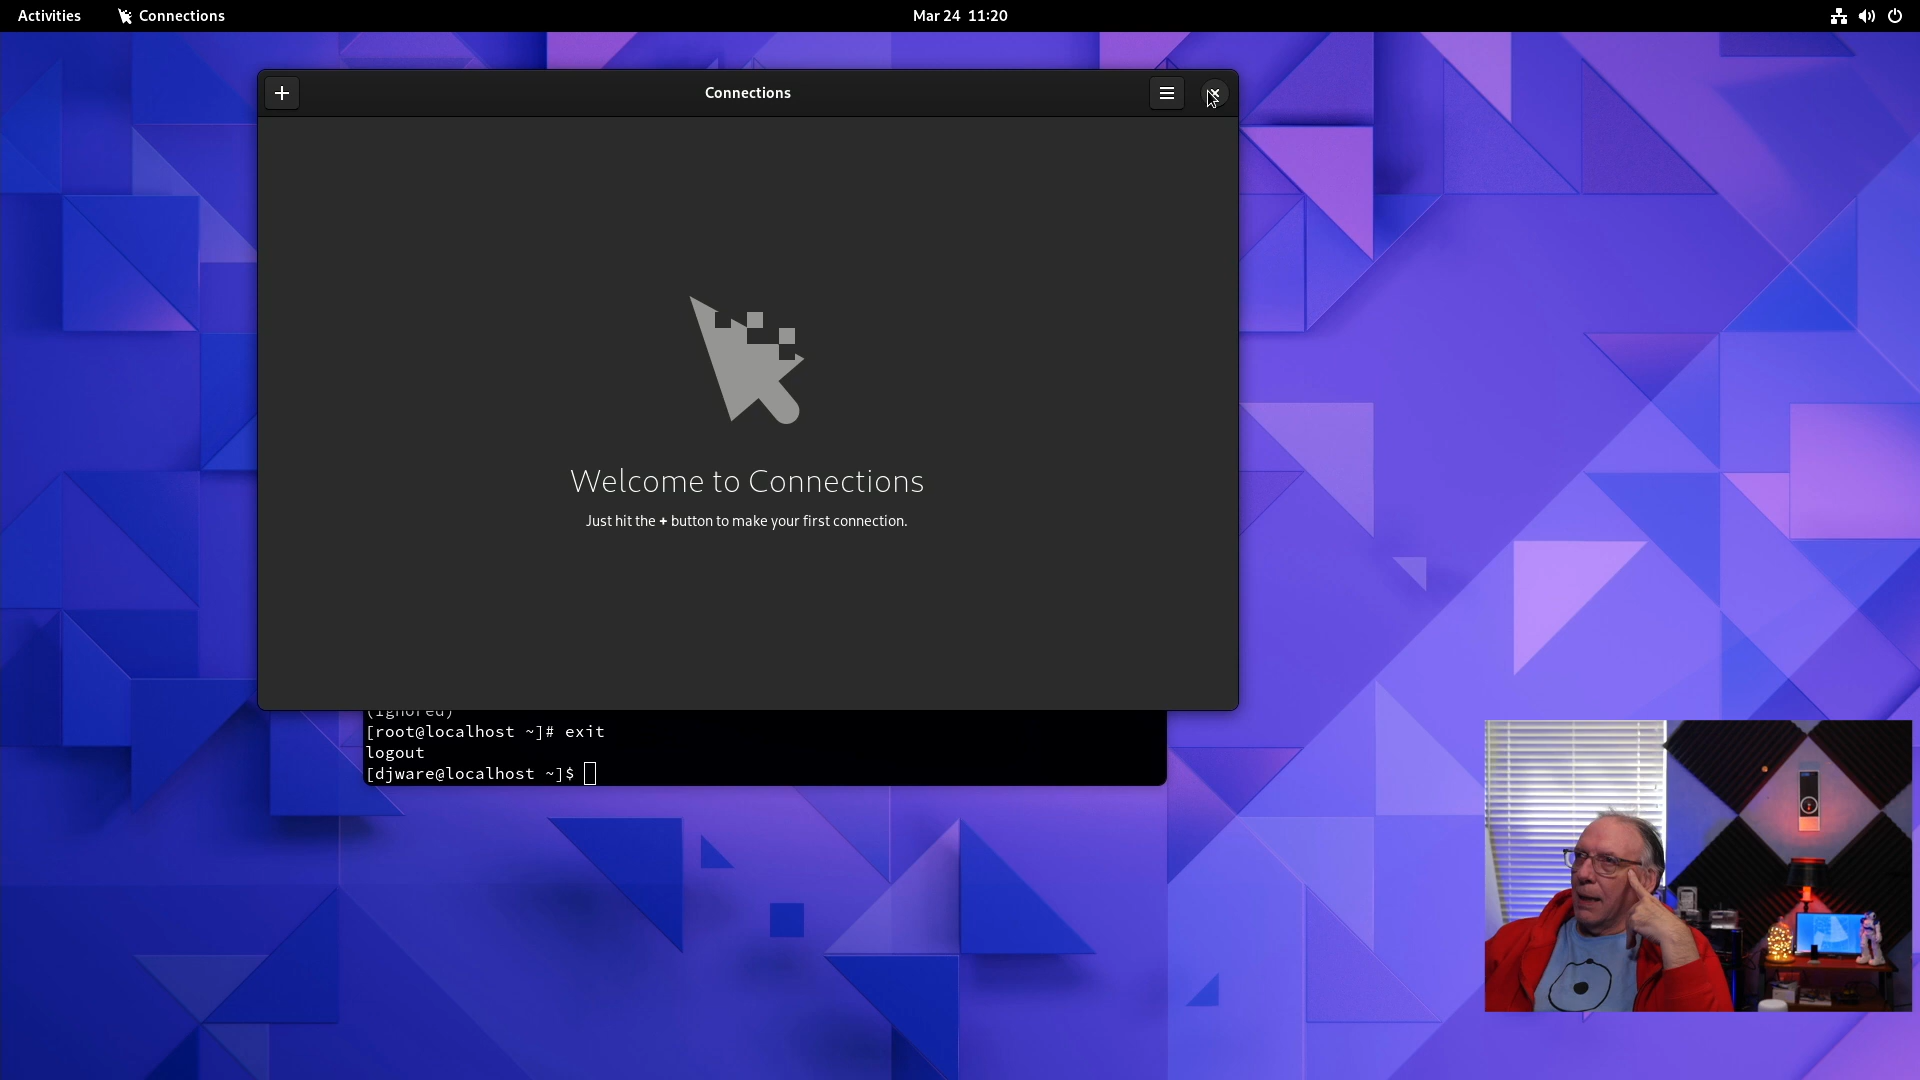 Activities
Connections
Mar 24 11:20
Connections
Welcome to Connections
Just hit the + button to make your first connection.
(ignored)
[root@localhost ~]# exit
logout
[djware@localhost ~]$